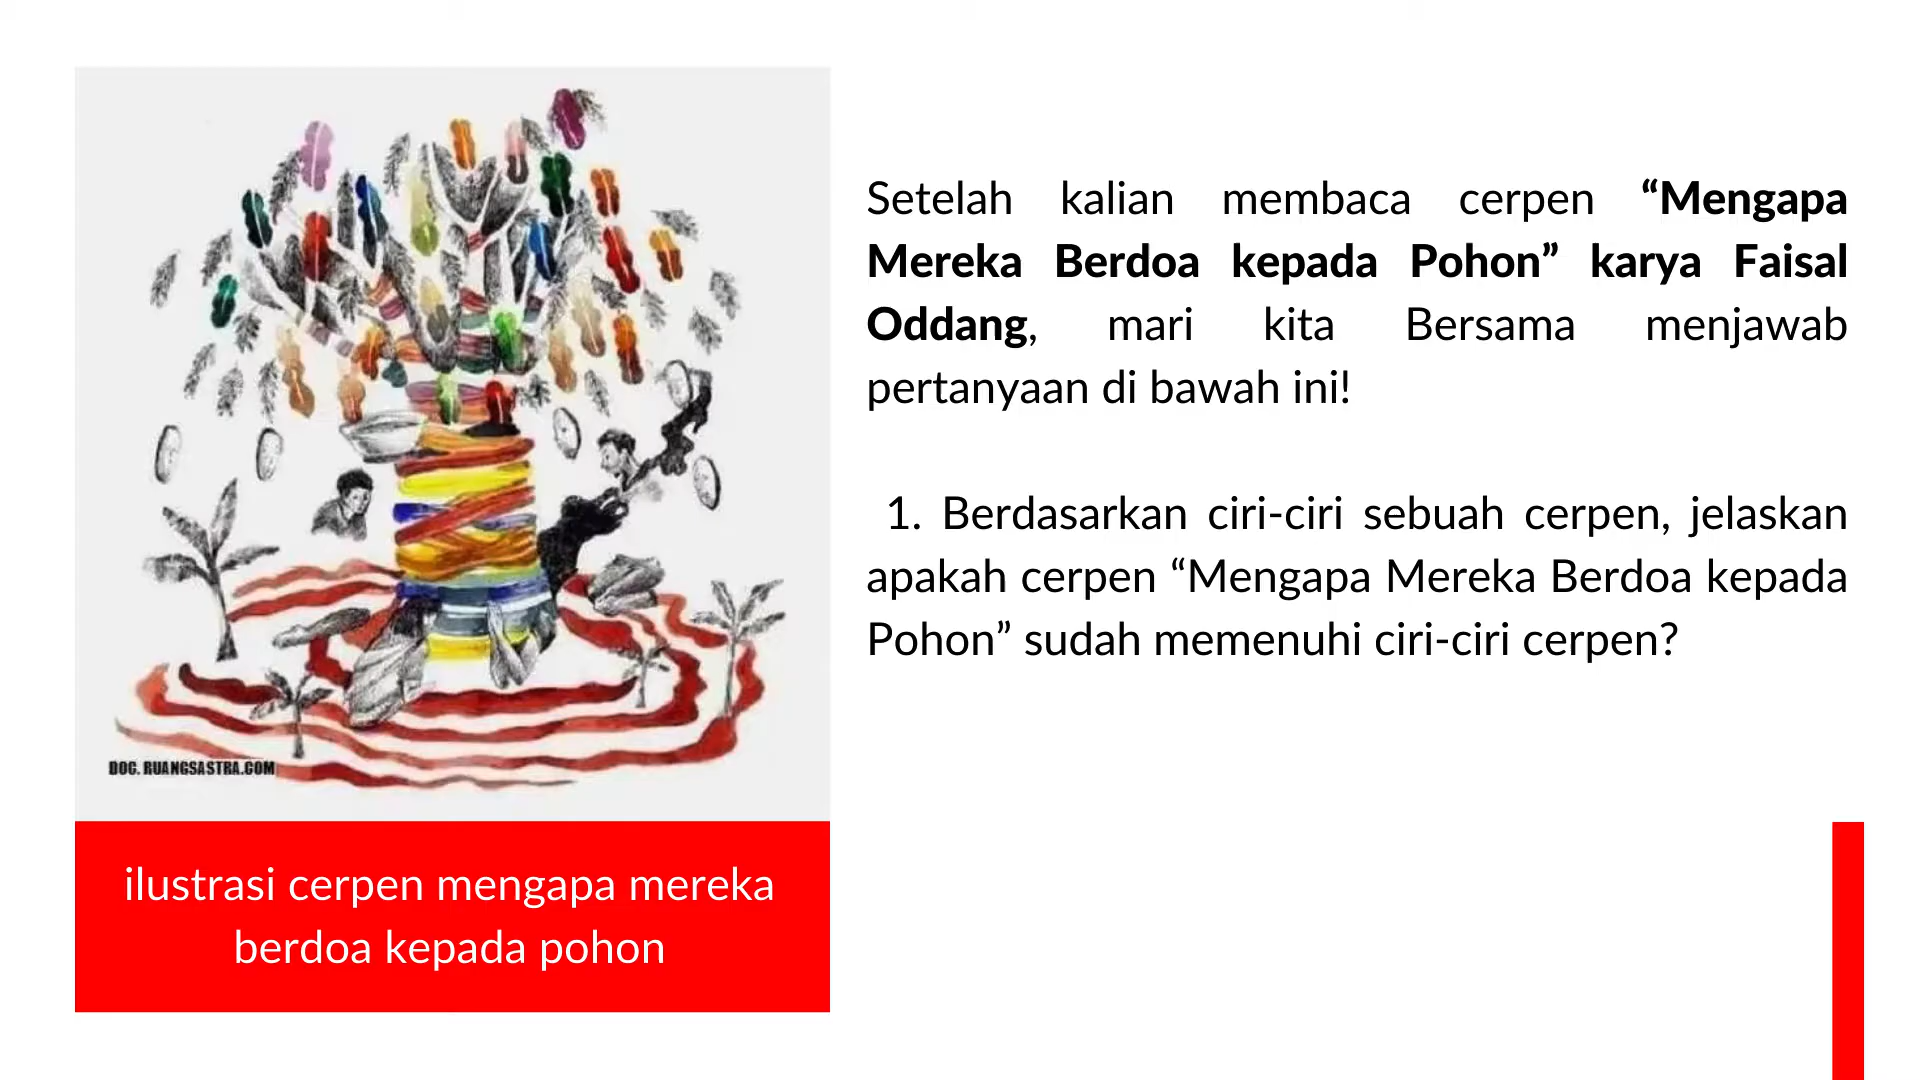 Setelah kalian membaca cerpen “Mengapa
Mereka Berdoa kepada Pohon” karya Faisal
Oddang, mari kita Bersama menjawab
pertanyaan di bawah ini!
1. Berdasarkan ciri-ciri sebuah cerpen, jelaskan
apakah cerpen “Mengapa Mereka Berdoa kepada
Pohon” sudah memenuhi ciri-ciri cerpen?
DOC. RUANGSASTRA.COM
ilustrasi cerpen mengapa mereka
berdoa kepada pohon